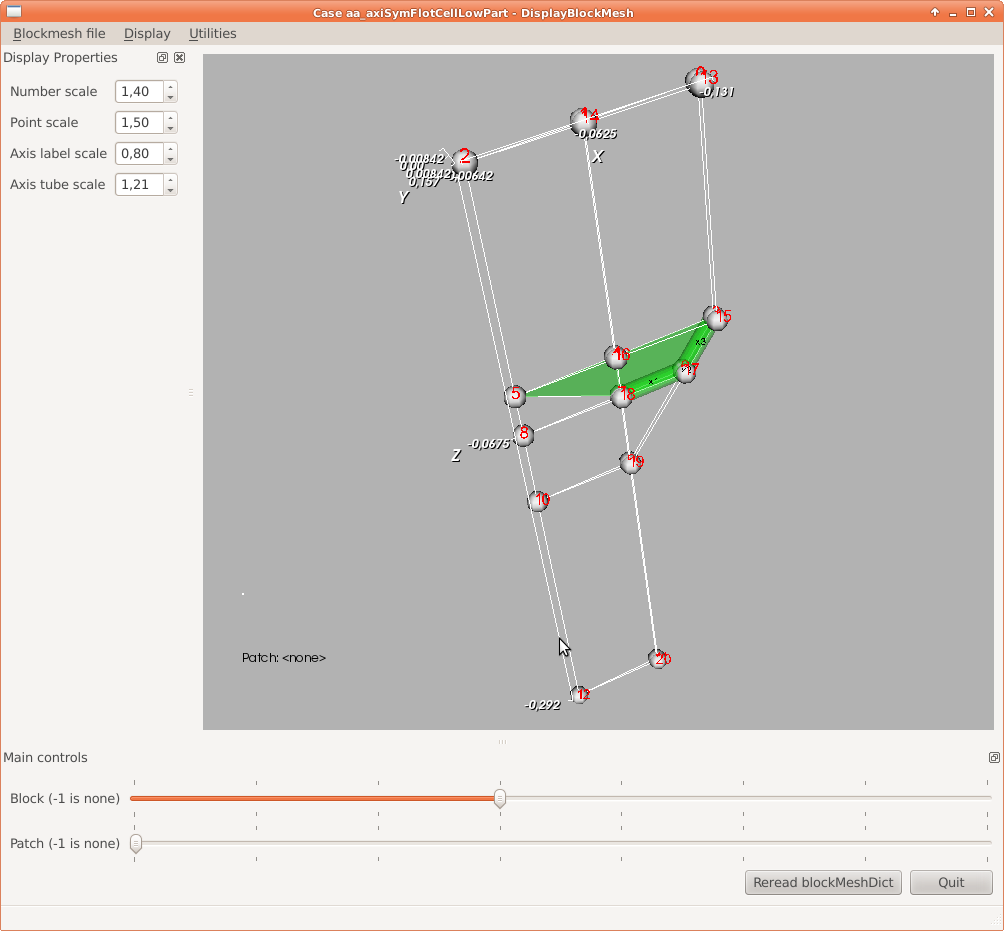 Case aa_axiSymFlotCellLowPart - DisplayBlockMesh
Blockmesh file Display Utilities
Display Properties
Number scale 1,40
Point scale 1,50
Axis label scale 0,80
Axis tube scale 1,21
13
-0,131
14
-0,0625
X
2
-0,00842
0,00
0,00842
-0,00642
0,157
Y
15
x3
16
17
5
18
8
-0,0675
Z
19
10
Patch: <none>
20
12
-0,292
Main controls
Block (-1 is none)
Patch (-1 is none)
Reread blockMeshDict Quit